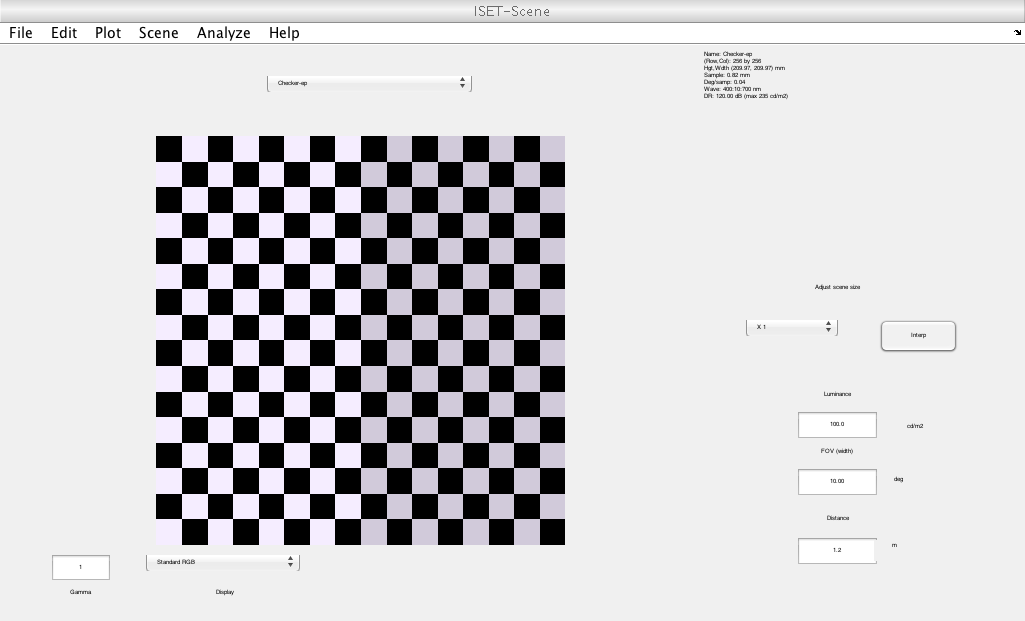 ISET-Scene
File Edit Plot Scene Analyze Help
Name: Checker-ep
(Row,Col): 256 by 256
Hgt,Wdth (209.97, 209.97) mm
Sample: 0.82 mm
Deg/samp: 0.04
Wave: 400:10:700 nm
DR: 120.00 dB (max 235 cd/m2)
Checker-ep
Adjust scene size
X 1
Interp
Luminance
100.0 cd/m2
FOV (width)
10.00 deg
Distance
1.2 m
1 Standard RGB
Gamma Display